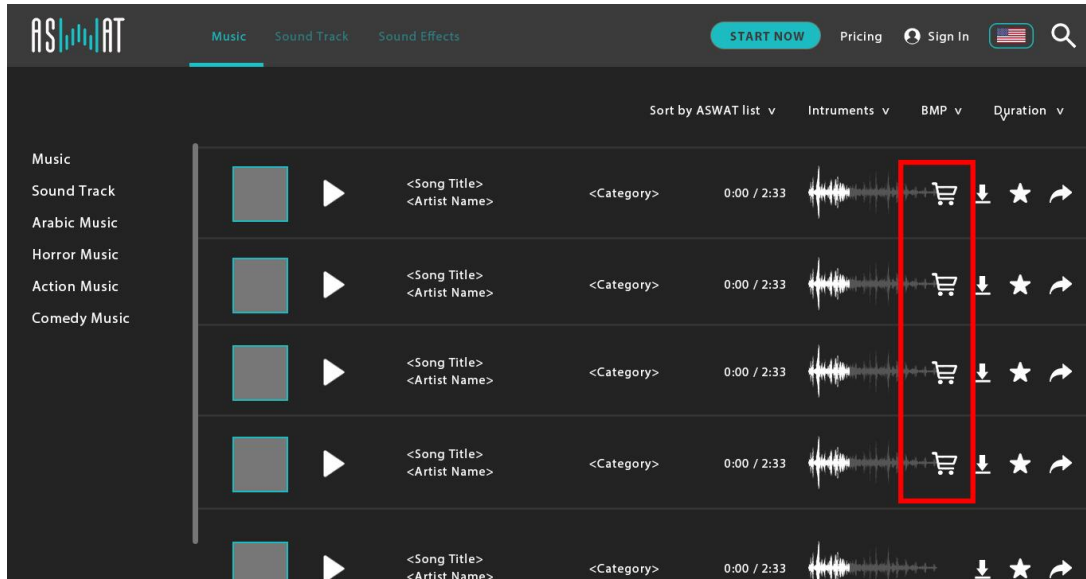 ASWAT
Music Sound Track Sound Effects START NOW Pricing Sign In
Sort by ASWAT list v Intruments v BMP v Duration v
Music
Sound Track
Arabic Music
Horror Music
Action Music
Comedy Music
<Song Title>
<Artist Name>
<Category> 0:00 / 2:33
<Song Title>
<Artist Name>
<Category> 0:00 / 2:33
<Song Title>
<Artist Name>
<Category> 0:00 / 2:33
<Song Title>
<Artist Name>
<Category> 0:00 / 2:33
<Song Title>
<Artist Name>
<Category> 0:00 / 2:33